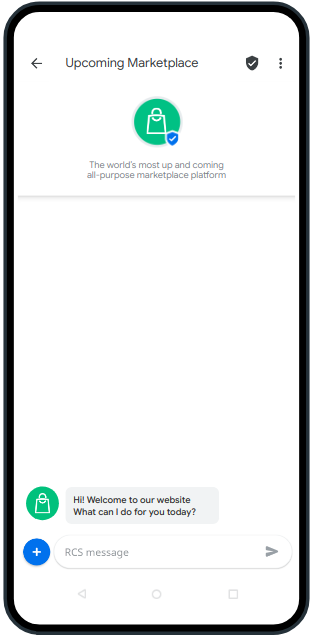 Upcoming Marketplace
The world's most up and coming
all-purpose marketplace platform
Hi! Welcome to our website
What can I do for you today?
RCS message